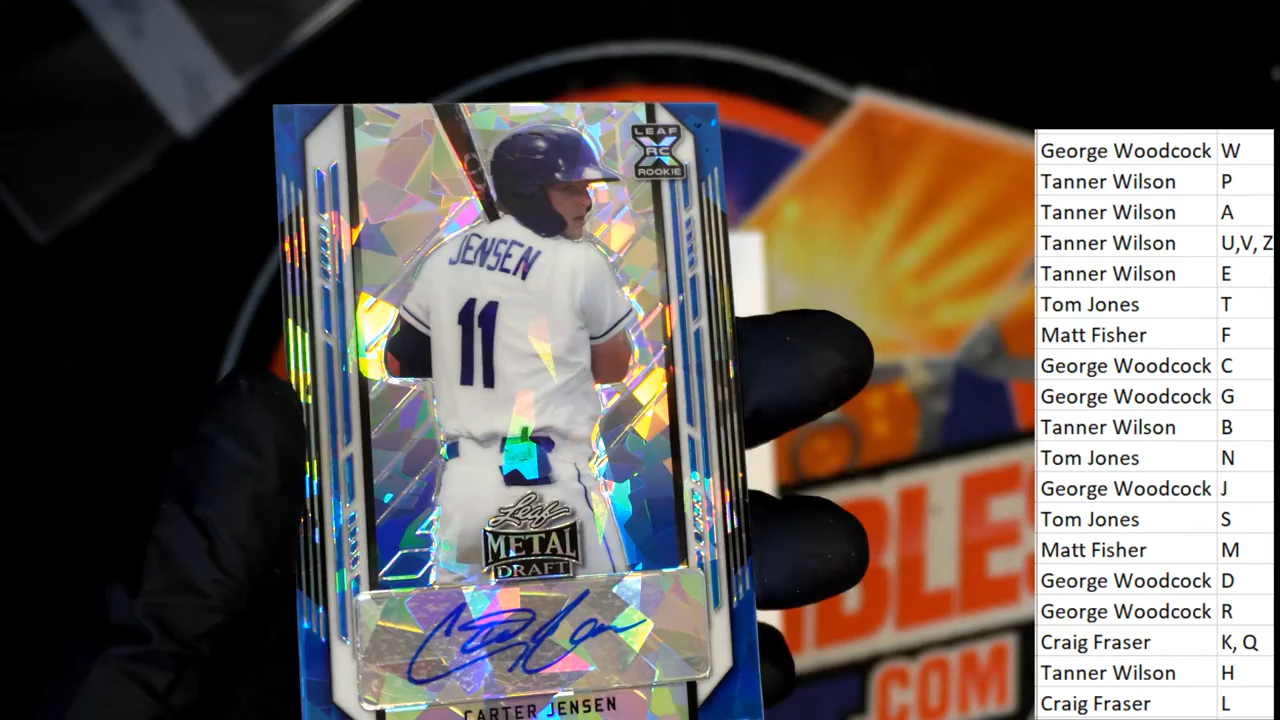 LEAF
RC
ROOKIE
JENSEN
11
Leaf
METAL
DRAFT
CARTER JENSEN
BLES
.COM
George Woodcock W
Tanner Wilson P
Tanner Wilson A
Tanner Wilson U,V, Z
Tanner Wilson E
Tom Jones T
Matt Fisher F
George Woodcock C
George Woodcock G
Tanner Wilson B
Tom Jones N
George Woodcock J
Tom Jones S
Matt Fisher M
George Woodcock D
George Woodcock R
Craig Fraser K, Q
Tanner Wilson H
Craig Fraser L